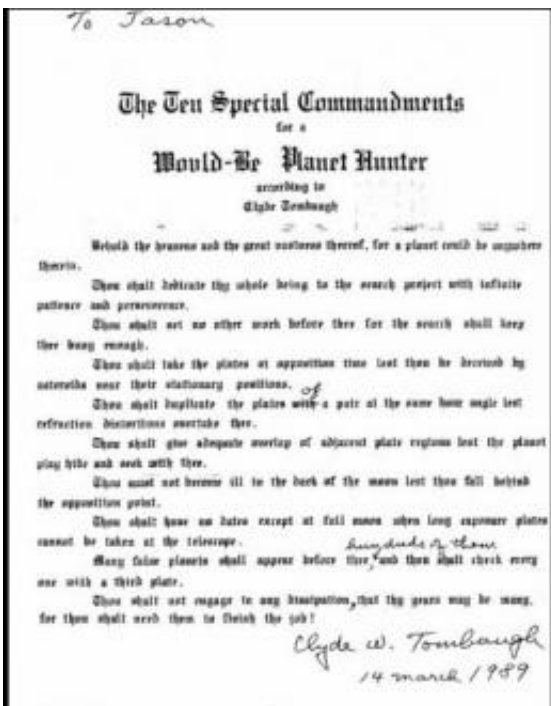 To Jason
The Ten Special Commandments
for a
Would-Be Planet Hunter
according to
Clyde Tombaugh
Behold the heavens and the great vastness thereof, for a planet could be anywhere
therein.
Thou shalt dedicate thy whole being to the search project with infinite
patience and perseverence.
Thou shalt set no other work before thee for the search shall keep
thee busy enough.
Thou shalt take the plates at opposition time lest thou be deceived by
asteroids near their stationary positions.
of
Thou shalt duplicate the plates with a pair at the same hour angle lest
refraction distortions overtake thee.
Thou shalt give adequate overlap of adjacent plate regions lest the planet
play hide and seek with thee.
Thou must not become ill in the dark of the moon lest thou fall behind
the opposition point.
Thou shalt have no dates except at full moon when long exposure plates
cannot be taken at the telescope.
hundreds of them
Many false planets shall appear before thee, and thou shalt check every
one with a third plate.
Thou shalt not engage in any dissipation, that thy years may be many,
for thou shalt need them to finish the job!
Clyde W. Tombaugh
14 March 1989